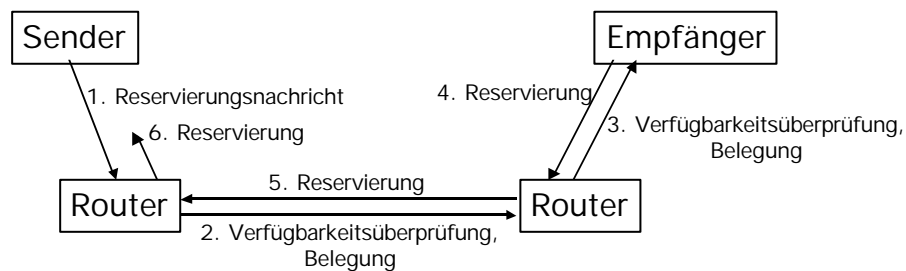 Sender
Empfänger
1. Reservierungsnachricht
4. Reservierung
6. Reservierung
3. Verfügbarkeitsüberprüfung,
Belegung
5. Reservierung
Router
Router
2. Verfügbarkeitsüberprüfung,
Belegung